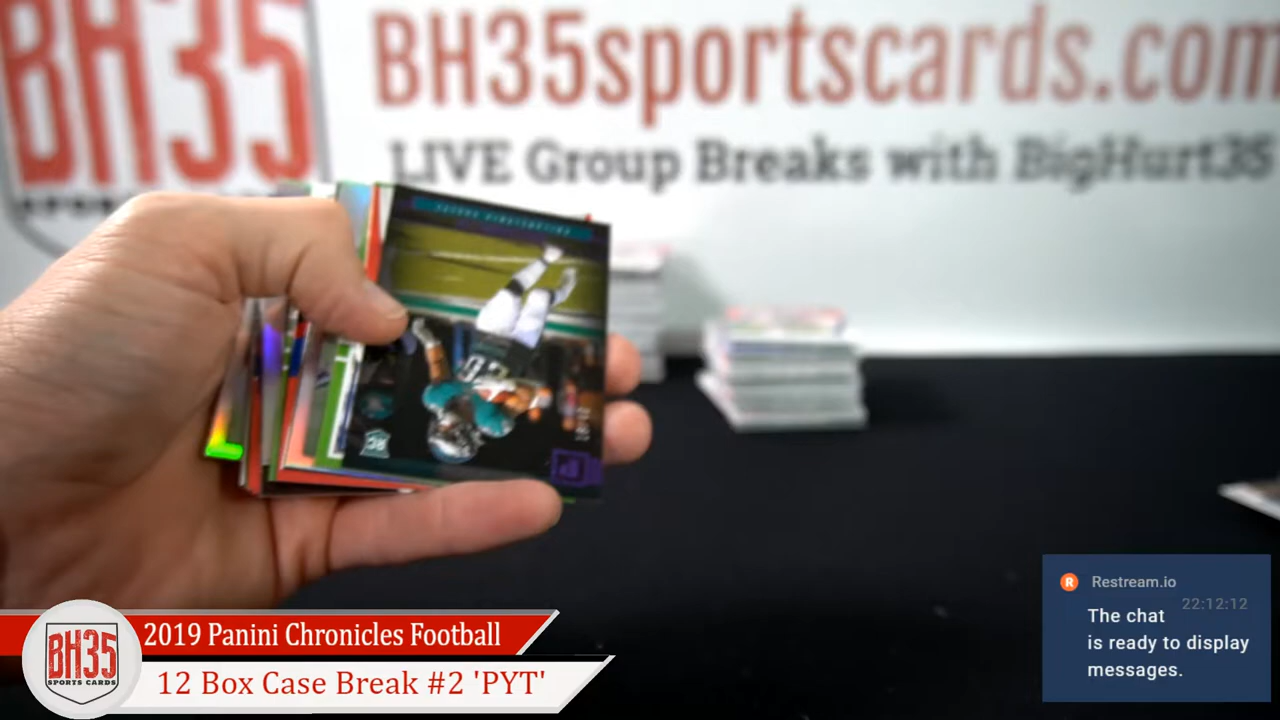 BH35
BH35sportscards.com
LIVE Group Breaks with BigHurt35
BH35
SPORTS CARDS
2019 Panini Chronicles Football
12 Box Case Break #2 'PYT'
R
Restream.io
22:12:12
The chat
is ready to display
messages.